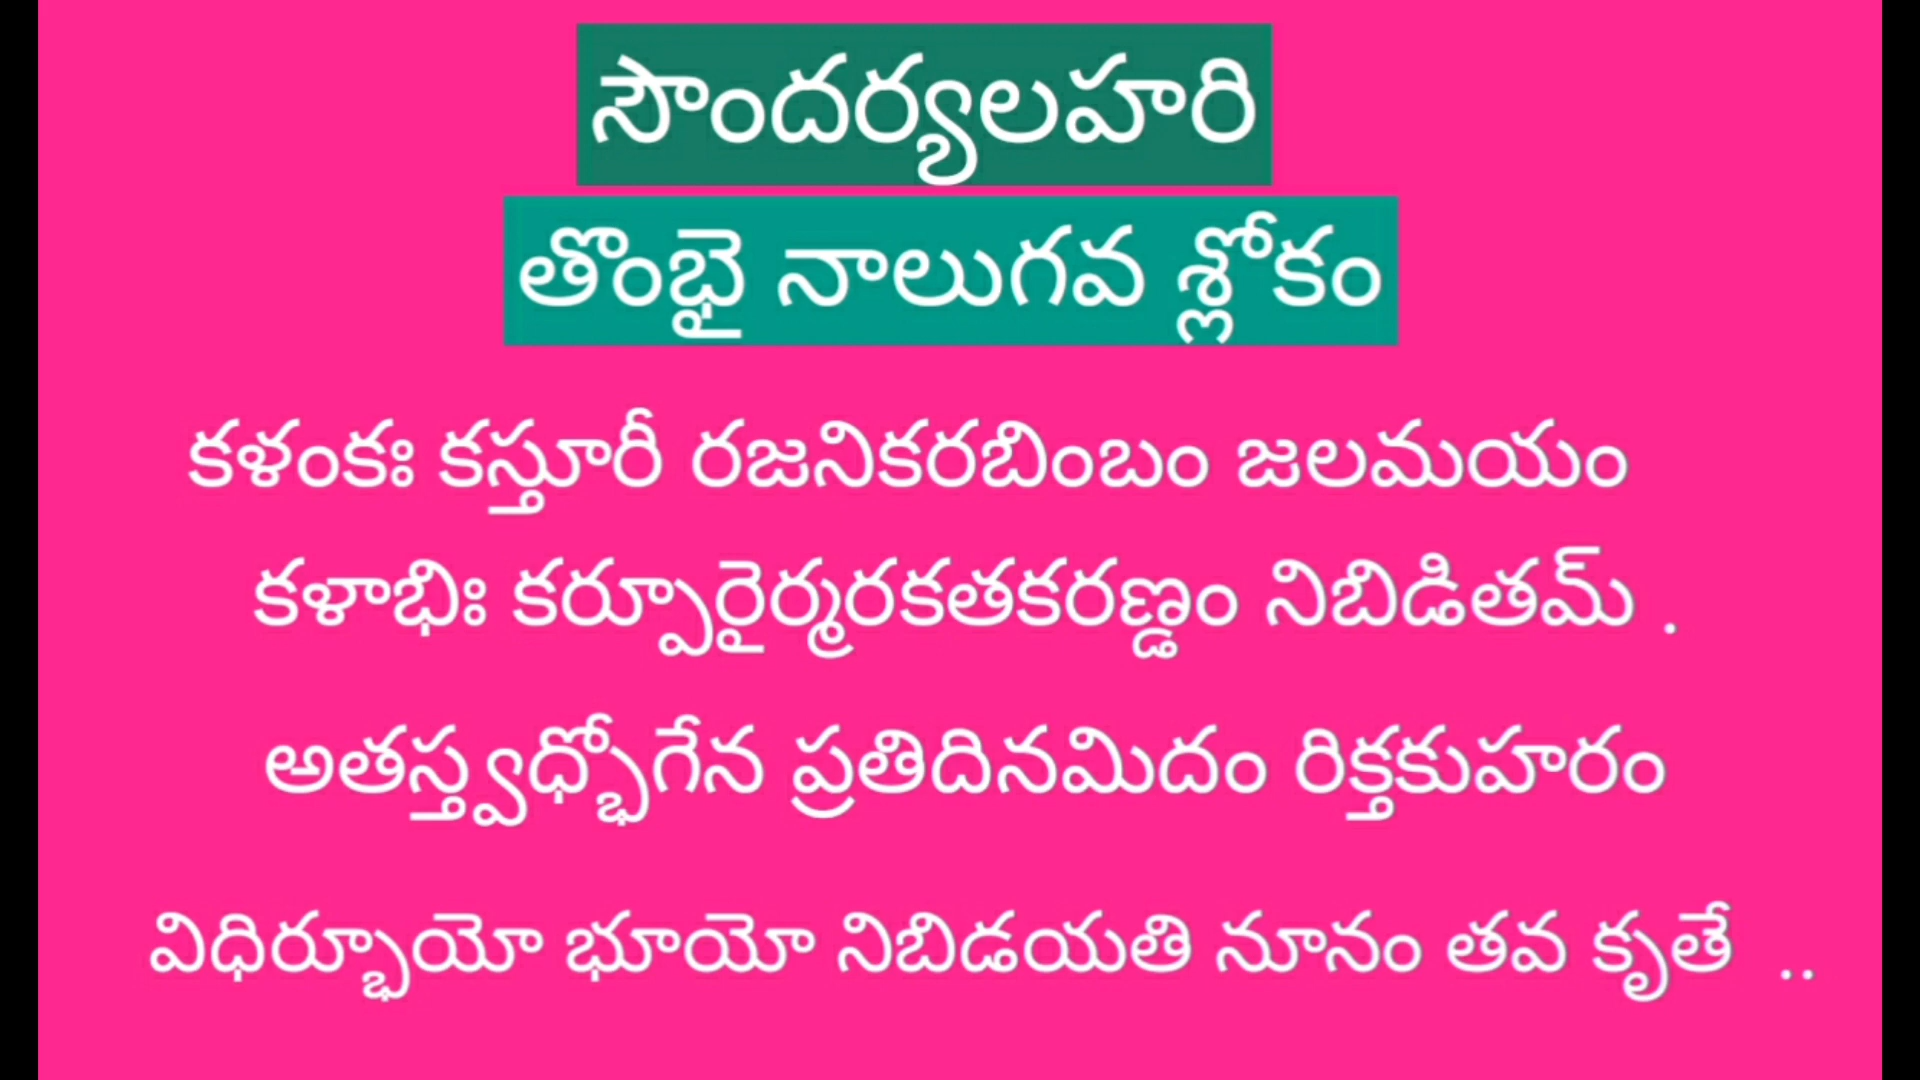 సౌందర్యలహరి
తొంభై నాలుగవ శ్లోకం
కళంకః కస్తూరీ రజనికరబింబం జలమయం
కళాభిః కర్పూరైర్మరకతకరణ్డం నిబిడితమ్ .
అతస్త్వద్భోగేన ప్రతిదినమిదం రిక్తకుహరం
విధిర్భూయో భూయో నిబిడయతి నూనం తవ కృతే ..